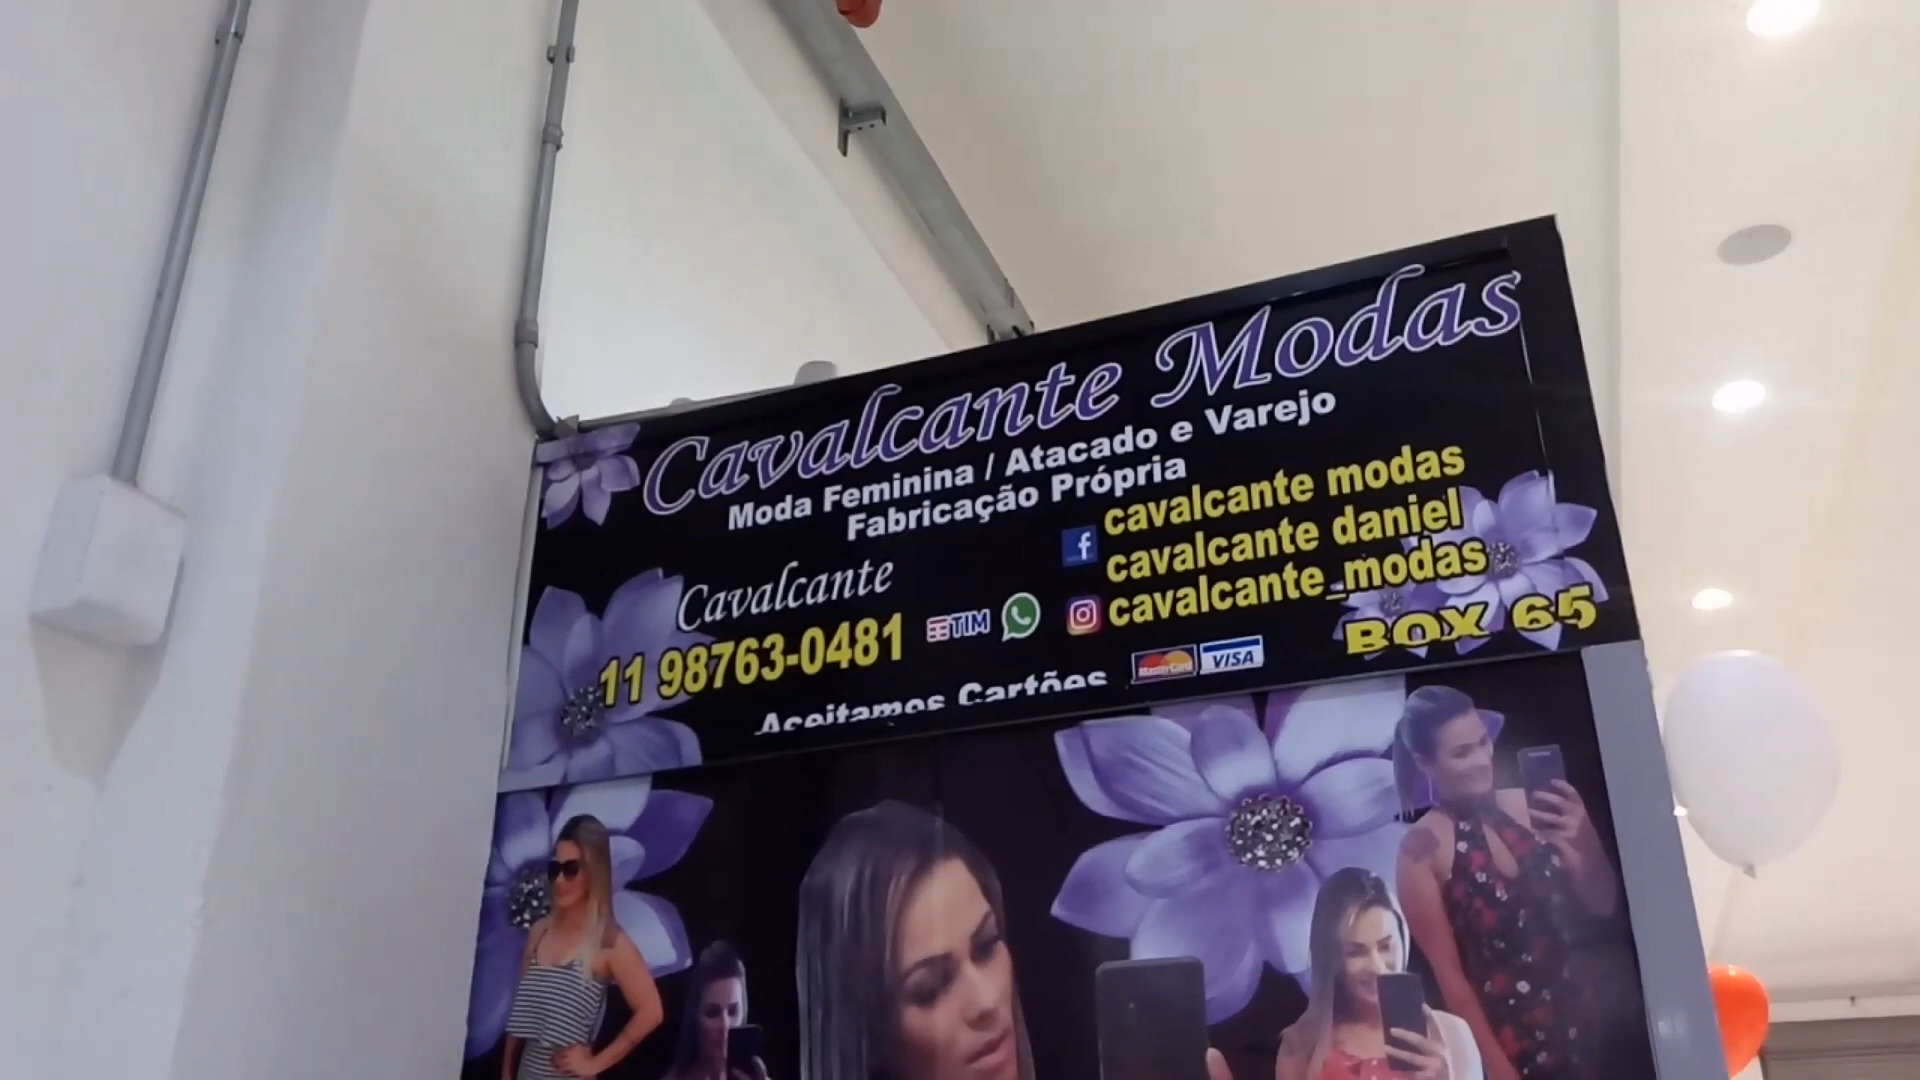 Cavalcante Modas
Moda Feminina / Atacado e Varejo
Fabricação Própria
cavalcante modas
cavalcante daniel
cavalcante_modas
Cavalcante
11 98763-0481
TIM
BOX 65
Aceitamos Cartões
MasterCard
VISA